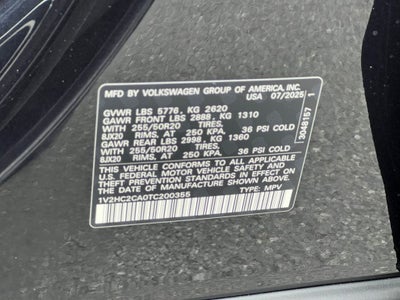 MFD BY VOLKSWAGEN GROUP OF AMERICA, INC.
USA 07/2025
GVWR LBS 5776, KG 2620
GAWR FRONT LBS 2888, KG 1310
WITH 255/50R20 TIRES.
8JX20 RIMS. AT 250 KPA. 36 PSI COLD
GAWR REAR LBS 2998, KG 1360
WITH 255/50R20 TIRES.
8JX20 RIMS. AT 250 KPA. 36 PSI COLD
THIS VEHICLE CONFORMS TO ALL APPLICABLE
FEDERAL MOTOR VEHICLE SAFETY AND
THEFT PREVENTION STANDARDS IN EFFECT
ON THE DATE OF MANUFACTURE SHOWN ABOVE.
1V2HC2CA0TC200355 TYPE: MPV
3048157 1